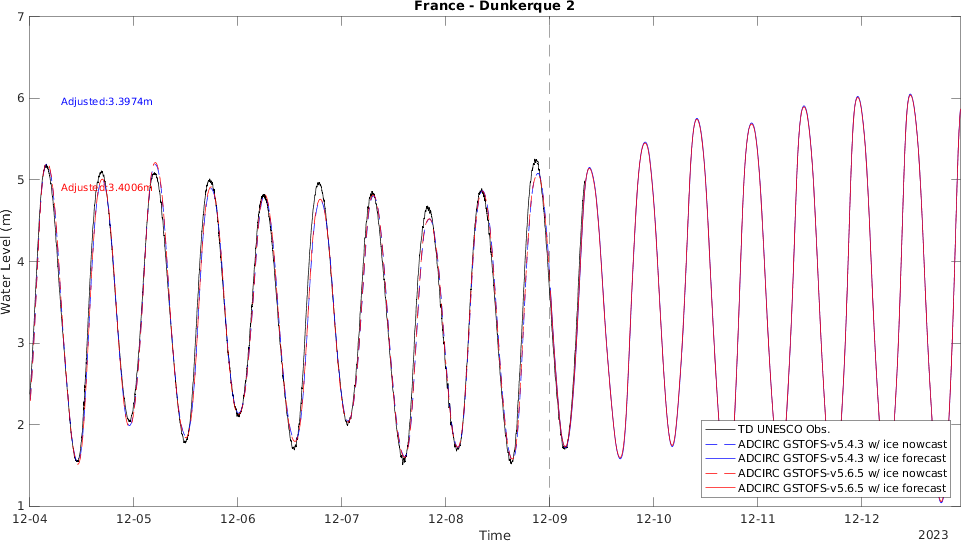 France - Dunkerque 2
7
6
5
4
3
2
1
Water Level (m)
Adjusted:3.3974m
Adjusted:3.4006m
TD UNESCO Obs.
ADCIRC GSTOFS-v5.4.3 w/ ice nowcast
ADCIRC GSTOFS-v5.4.3 w/ ice forecast
ADCIRC GSTOFS-v5.6.5 w/ ice nowcast
ADCIRC GSTOFS-v5.6.5 w/ ice forecast
12-04 12-05 12-06 12-07 12-08 12-09 12-10 12-11 12-12
Time
2023